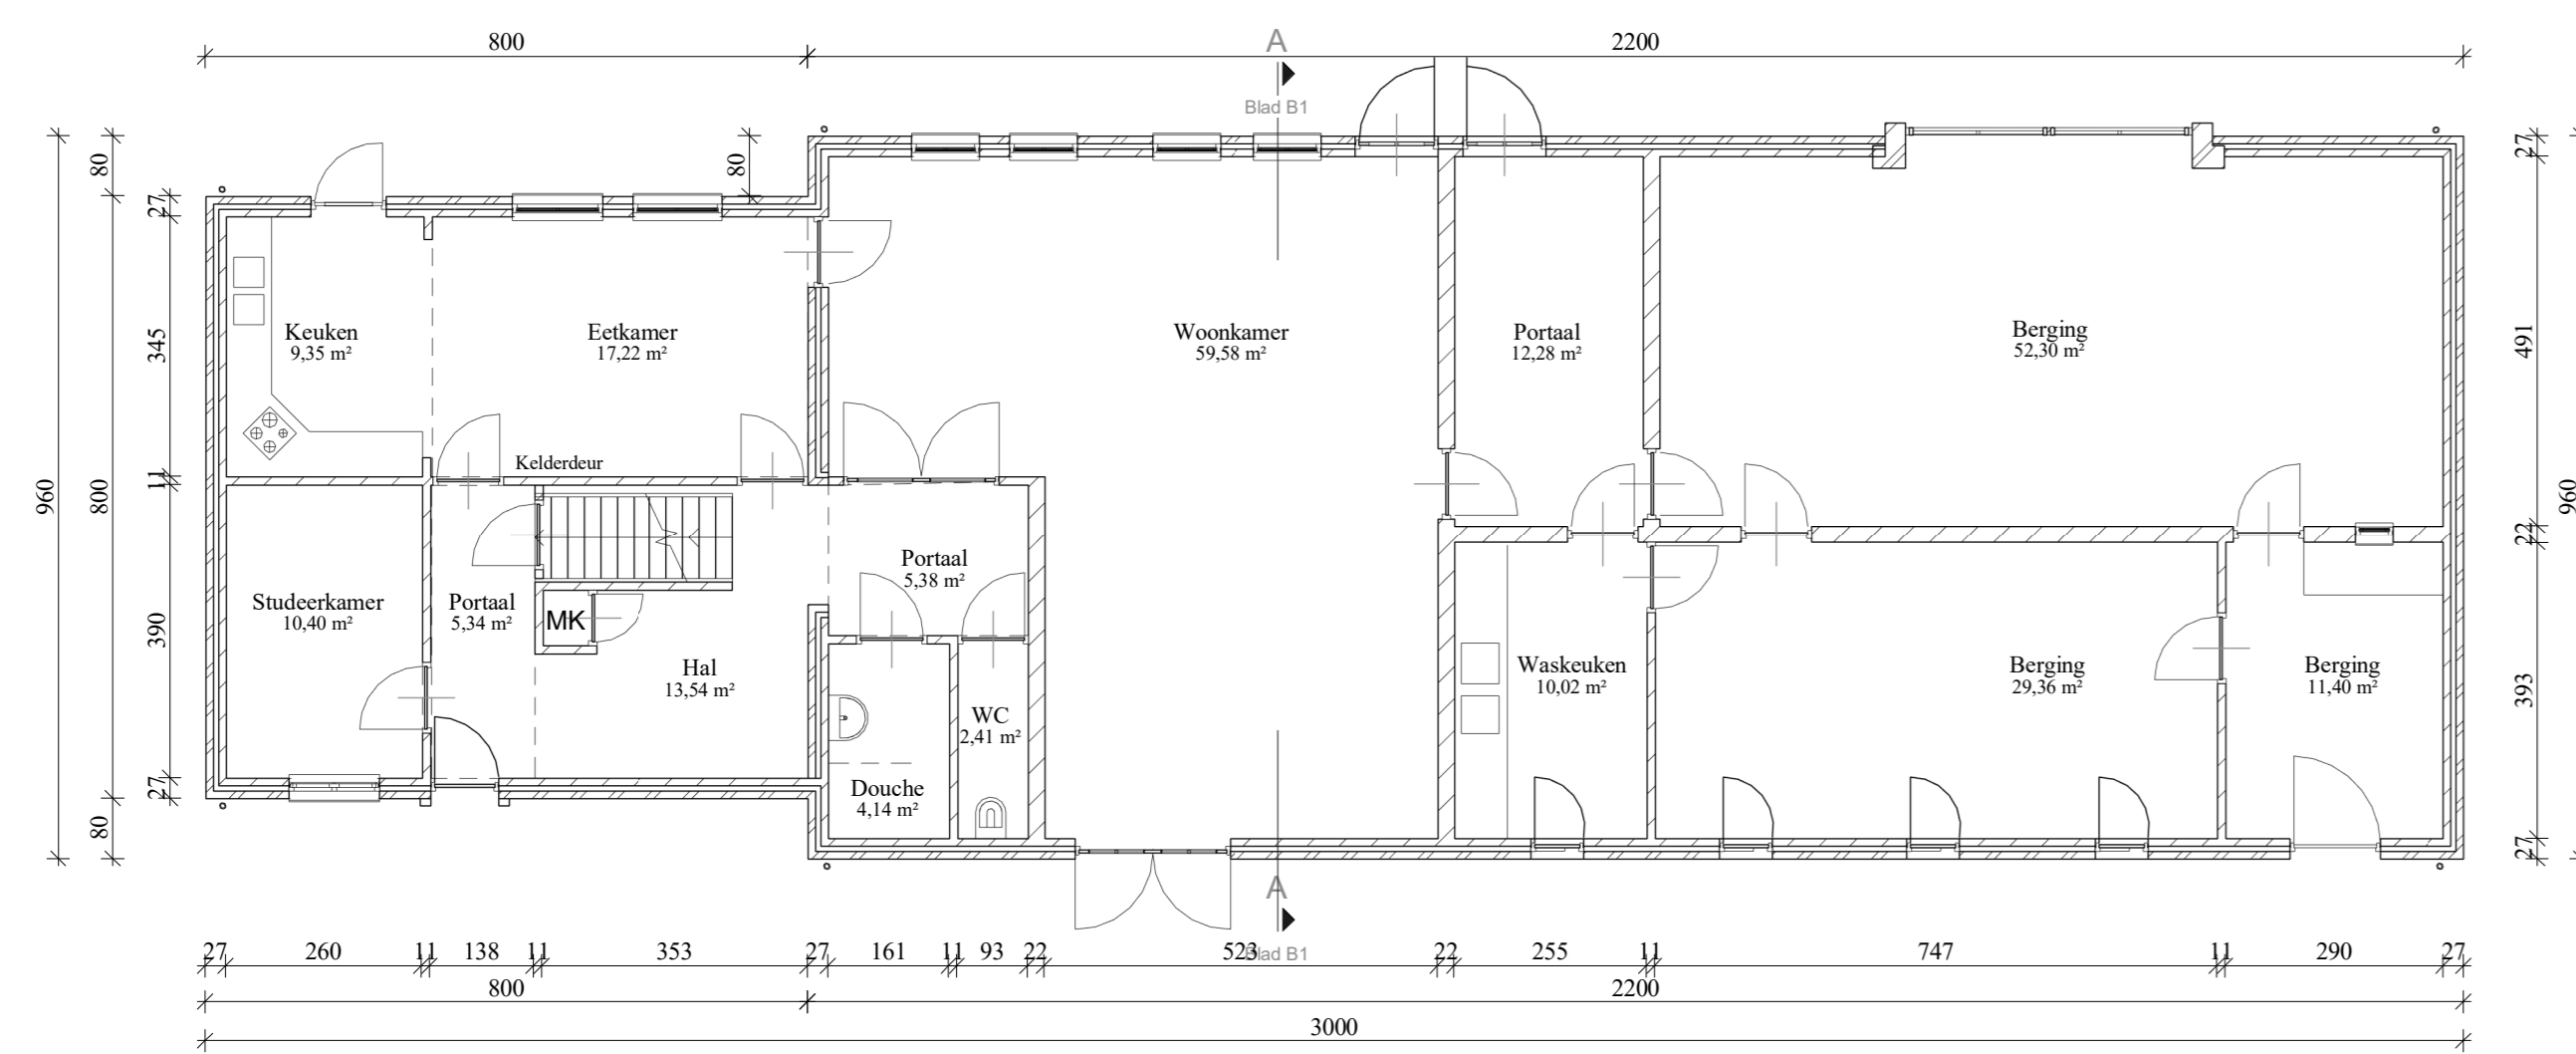 800
A
2200
Blad B1
80
80
27
27
Keuken
9,35 m²
Eetkamer
17,22 m²
Woonkamer
59,58 m²
Portaal
12,28 m²
Berging
52,30 m²
345
491
Kelderdeur
11
960
800
960
22
Portaal
5,38 m²
Studeerkamer
10,40 m²
Portaal
5,34 m²
MK
390
Hal
13,54 m²
Waskeuken
10,02 m²
Berging
29,36 m²
Berging
11,40 m²
393
WC
2,41 m²
Douche
4,14 m²
27
80
27
A
Blad B1
27 260 11 138 11 353 27 161 11 93 22 523 22 255 11 747 11 290 27
800
2200
3000